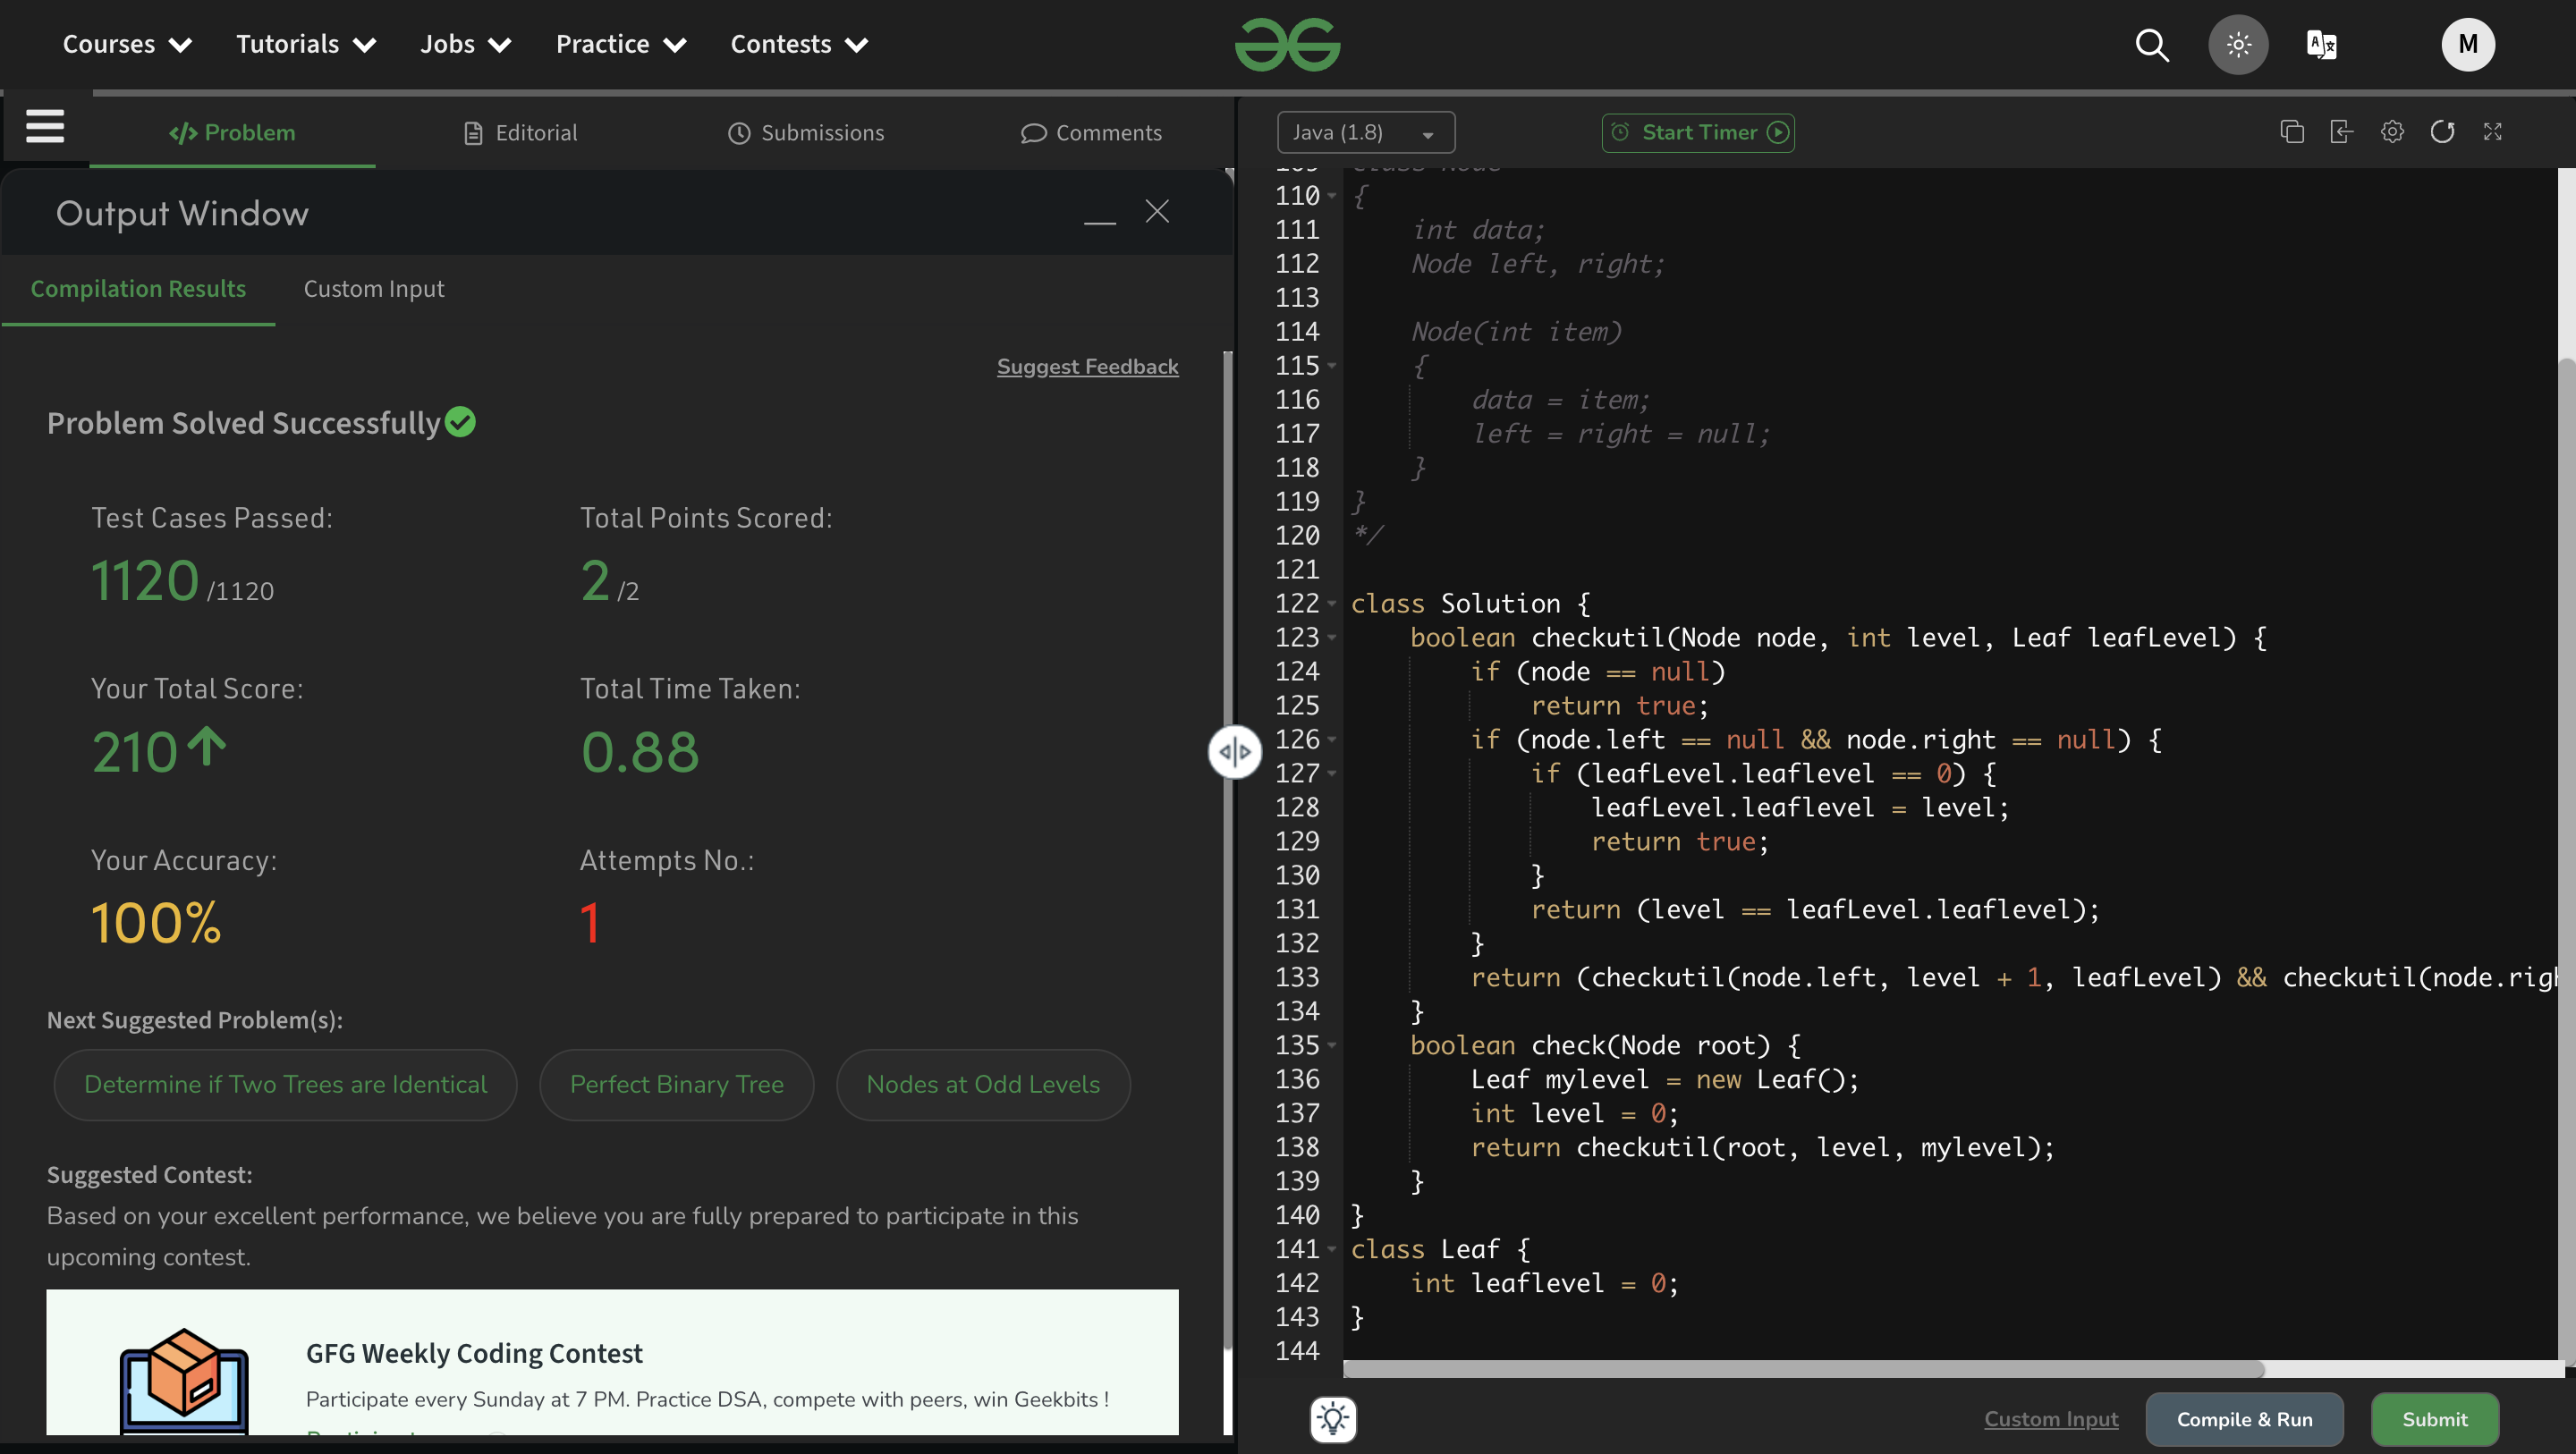 Courses Tutorials Jobs Practice Contests M
Problem Editorial Submissions Comments
Output Window
Compilation Results Custom Input
Suggest Feedback
Problem Solved Successfully
Test Cases Passed: Total Points Scored:
1120 /1120 2 /2
Your Total Score: Total Time Taken:
210 0.88
Your Accuracy: Attempts No.:
100% 1
Next Suggested Problem(s):
Determine if Two Trees are Identical Perfect Binary Tree Nodes at Odd Levels
Suggested Contest:
Based on your excellent performance, we believe you are fully prepared to participate in this
upcoming contest.
GFG Weekly Coding Contest
Participate every Sunday at 7 PM. Practice DSA, compete with peers, win Geekbits !
Java (1.8) Start Timer
109 class Node
110 {
111 int data;
112 Node left, right;
113
114 Node(int item)
115 {
116 data = item;
117 left = right = null;
118 }
119 }
120 */
121
122 class Solution {
123 boolean checkutil(Node node, int level, Leaf leafLevel) {
124 if (node == null)
125 return true;
126 if (node.left == null && node.right == null) {
127 if (leafLevel.leaflevel == 0) {
128 leafLevel.leaflevel = level;
129 return true;
130 }
131 return (level == leafLevel.leaflevel);
132 }
133 return (checkutil(node.left, level + 1, leafLevel) && checkutil(node.righ
134 }
135 boolean check(Node root) {
136 Leaf mylevel = new Leaf();
137 int level = 0;
138 return checkutil(root, level, mylevel);
139 }
140 }
141 class Leaf {
142 int leaflevel = 0;
143 }
144
Custom Input Compile & Run Submit